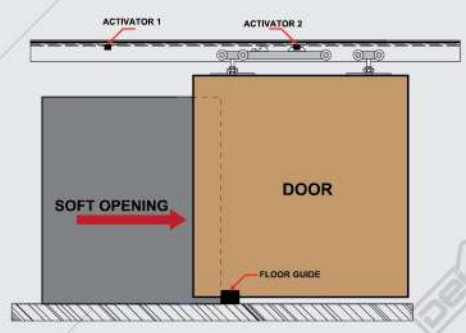 ACTIVATOR 1
ACTIVATOR 2
SOFT OPENING
DOOR
FLOOR GUIDE